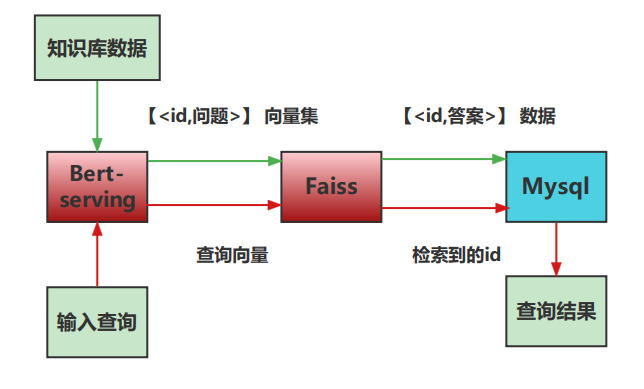 知识库数据
【<id,问题>】 向量集
【<id,答案>】 数据
Bert-
serving
Faiss
Mysql
查询向量
检索到的id
输入查询
查询结果